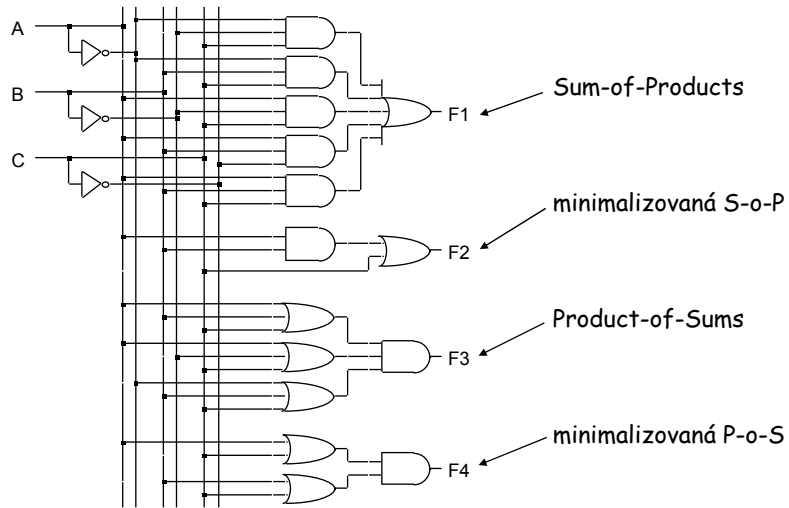 A
B
C
F1
Sum-of-Products
F2
minimalizovaná S-o-P
F3
Product-of-Sums
F4
minimalizovaná P-o-S